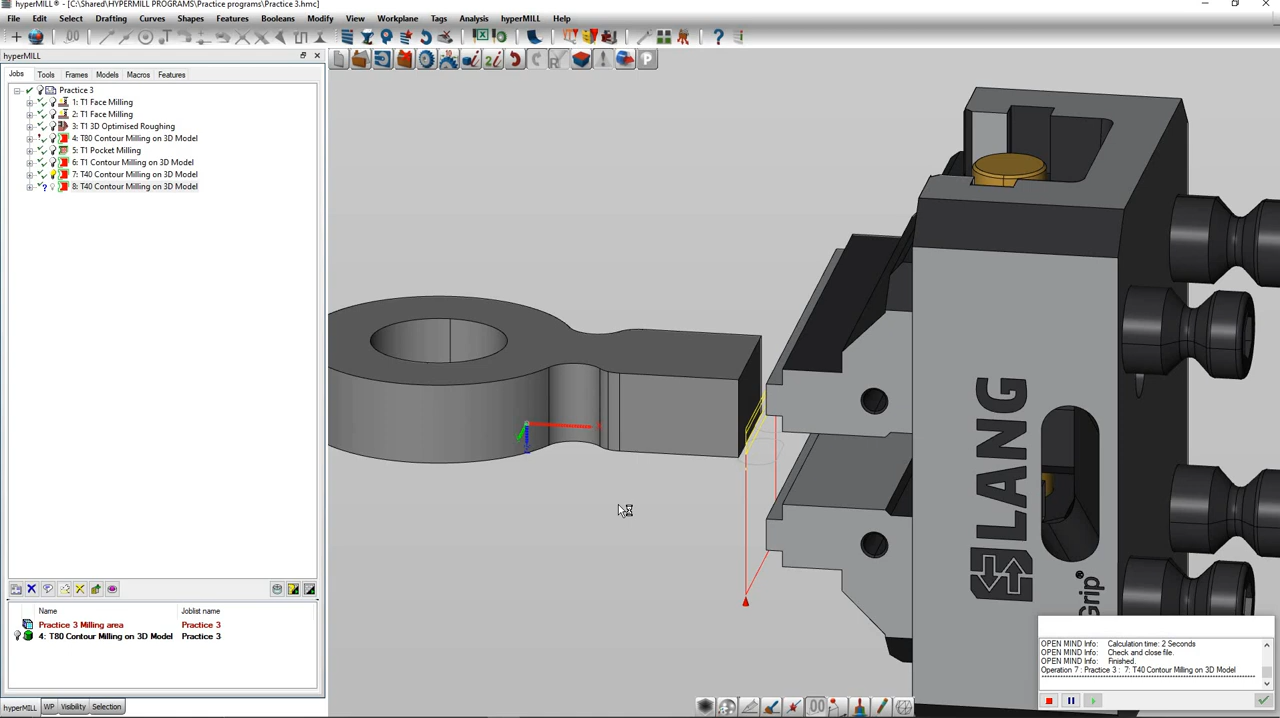 hyperMILL® - [C:\Shared\HYPERMILL PROGRAMS\Practice programs\Practice 3.hmc]
File Edit Select Drafting Curves Shapes Features Booleans Modify View Workplane Tags Analysis hyperMILL Help
hyperMILL
Jobs Tools Frames Models Macros Features
Practice 3
1: T1 Face Milling
2: T1 Face Milling
3: T1 3D Optimised Roughing
4: T80 Contour Milling on 3D Model
5: T1 Pocket Milling
6: T1 Contour Milling on 3D Model
7: T40 Contour Milling on 3D Model
8: T40 Contour Milling on 3D Model
LANG
Grip®
Name Joblist name
Practice 3 Milling area Practice 3
4: T80 Contour Milling on 3D Model Practice 3
OPEN MIND Info: Calculation time: 2 Seconds
OPEN MIND Info: Check and close file.
OPEN MIND Info: Finished.
Operation 7 : Practice 3 : 7: T40 Contour Milling on 3D Model
hyperMILL WP Visibility Selection